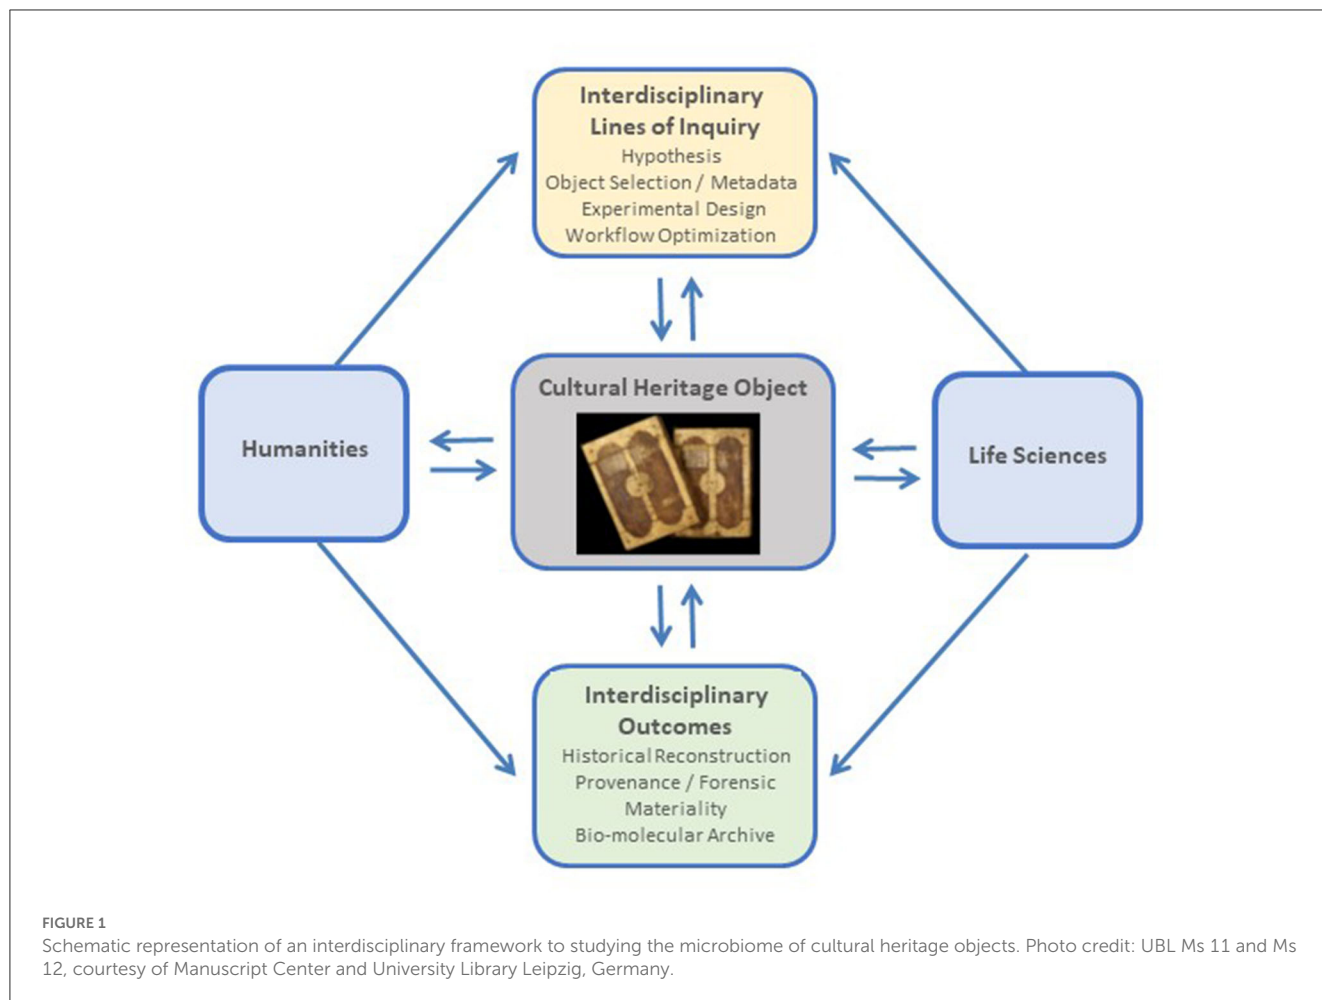 Interdisciplinary
Lines of Inquiry
Hypothesis
Object Selection / Metadata
Experimental Design
Workflow Optimization
Humanities
Cultural Heritage Object
Life Sciences
Interdisciplinary
Outcomes
Historical Reconstruction
Provenance / Forensic
Materiality
Bio-molecular Archive
FIGURE 1
Schematic representation of an interdisciplinary framework to studying the microbiome of cultural heritage objects. Photo credit: UBL Ms 11 and Ms
12, courtesy of Manuscript Center and University Library Leipzig, Germany.